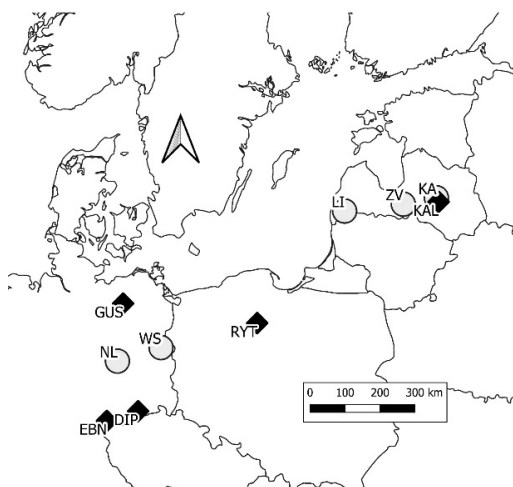 LI
ZV
KA
KAL
GUS
RYT
WS
NL
0 100 200 300 km
DIP
EBN